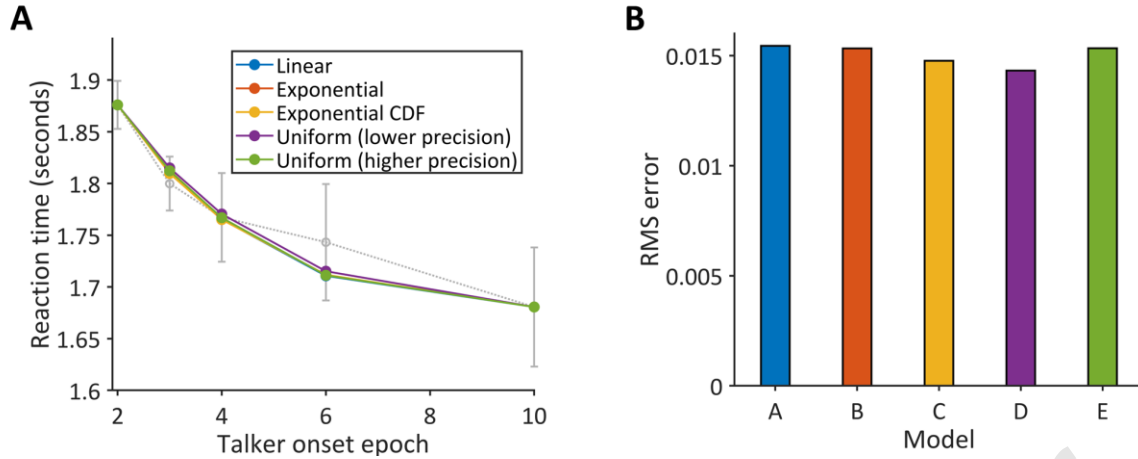 A
Reaction time (seconds)
1.9
1.85
1.8
1.75
1.7
1.65
1.6
Linear
Exponential
Exponential CDF
Uniform (lower precision)
Uniform (higher precision)
2 4 6 8 10
Talker onset epoch
B
RMS error
0.015
0.01
0.005
0
A B C D E
Model